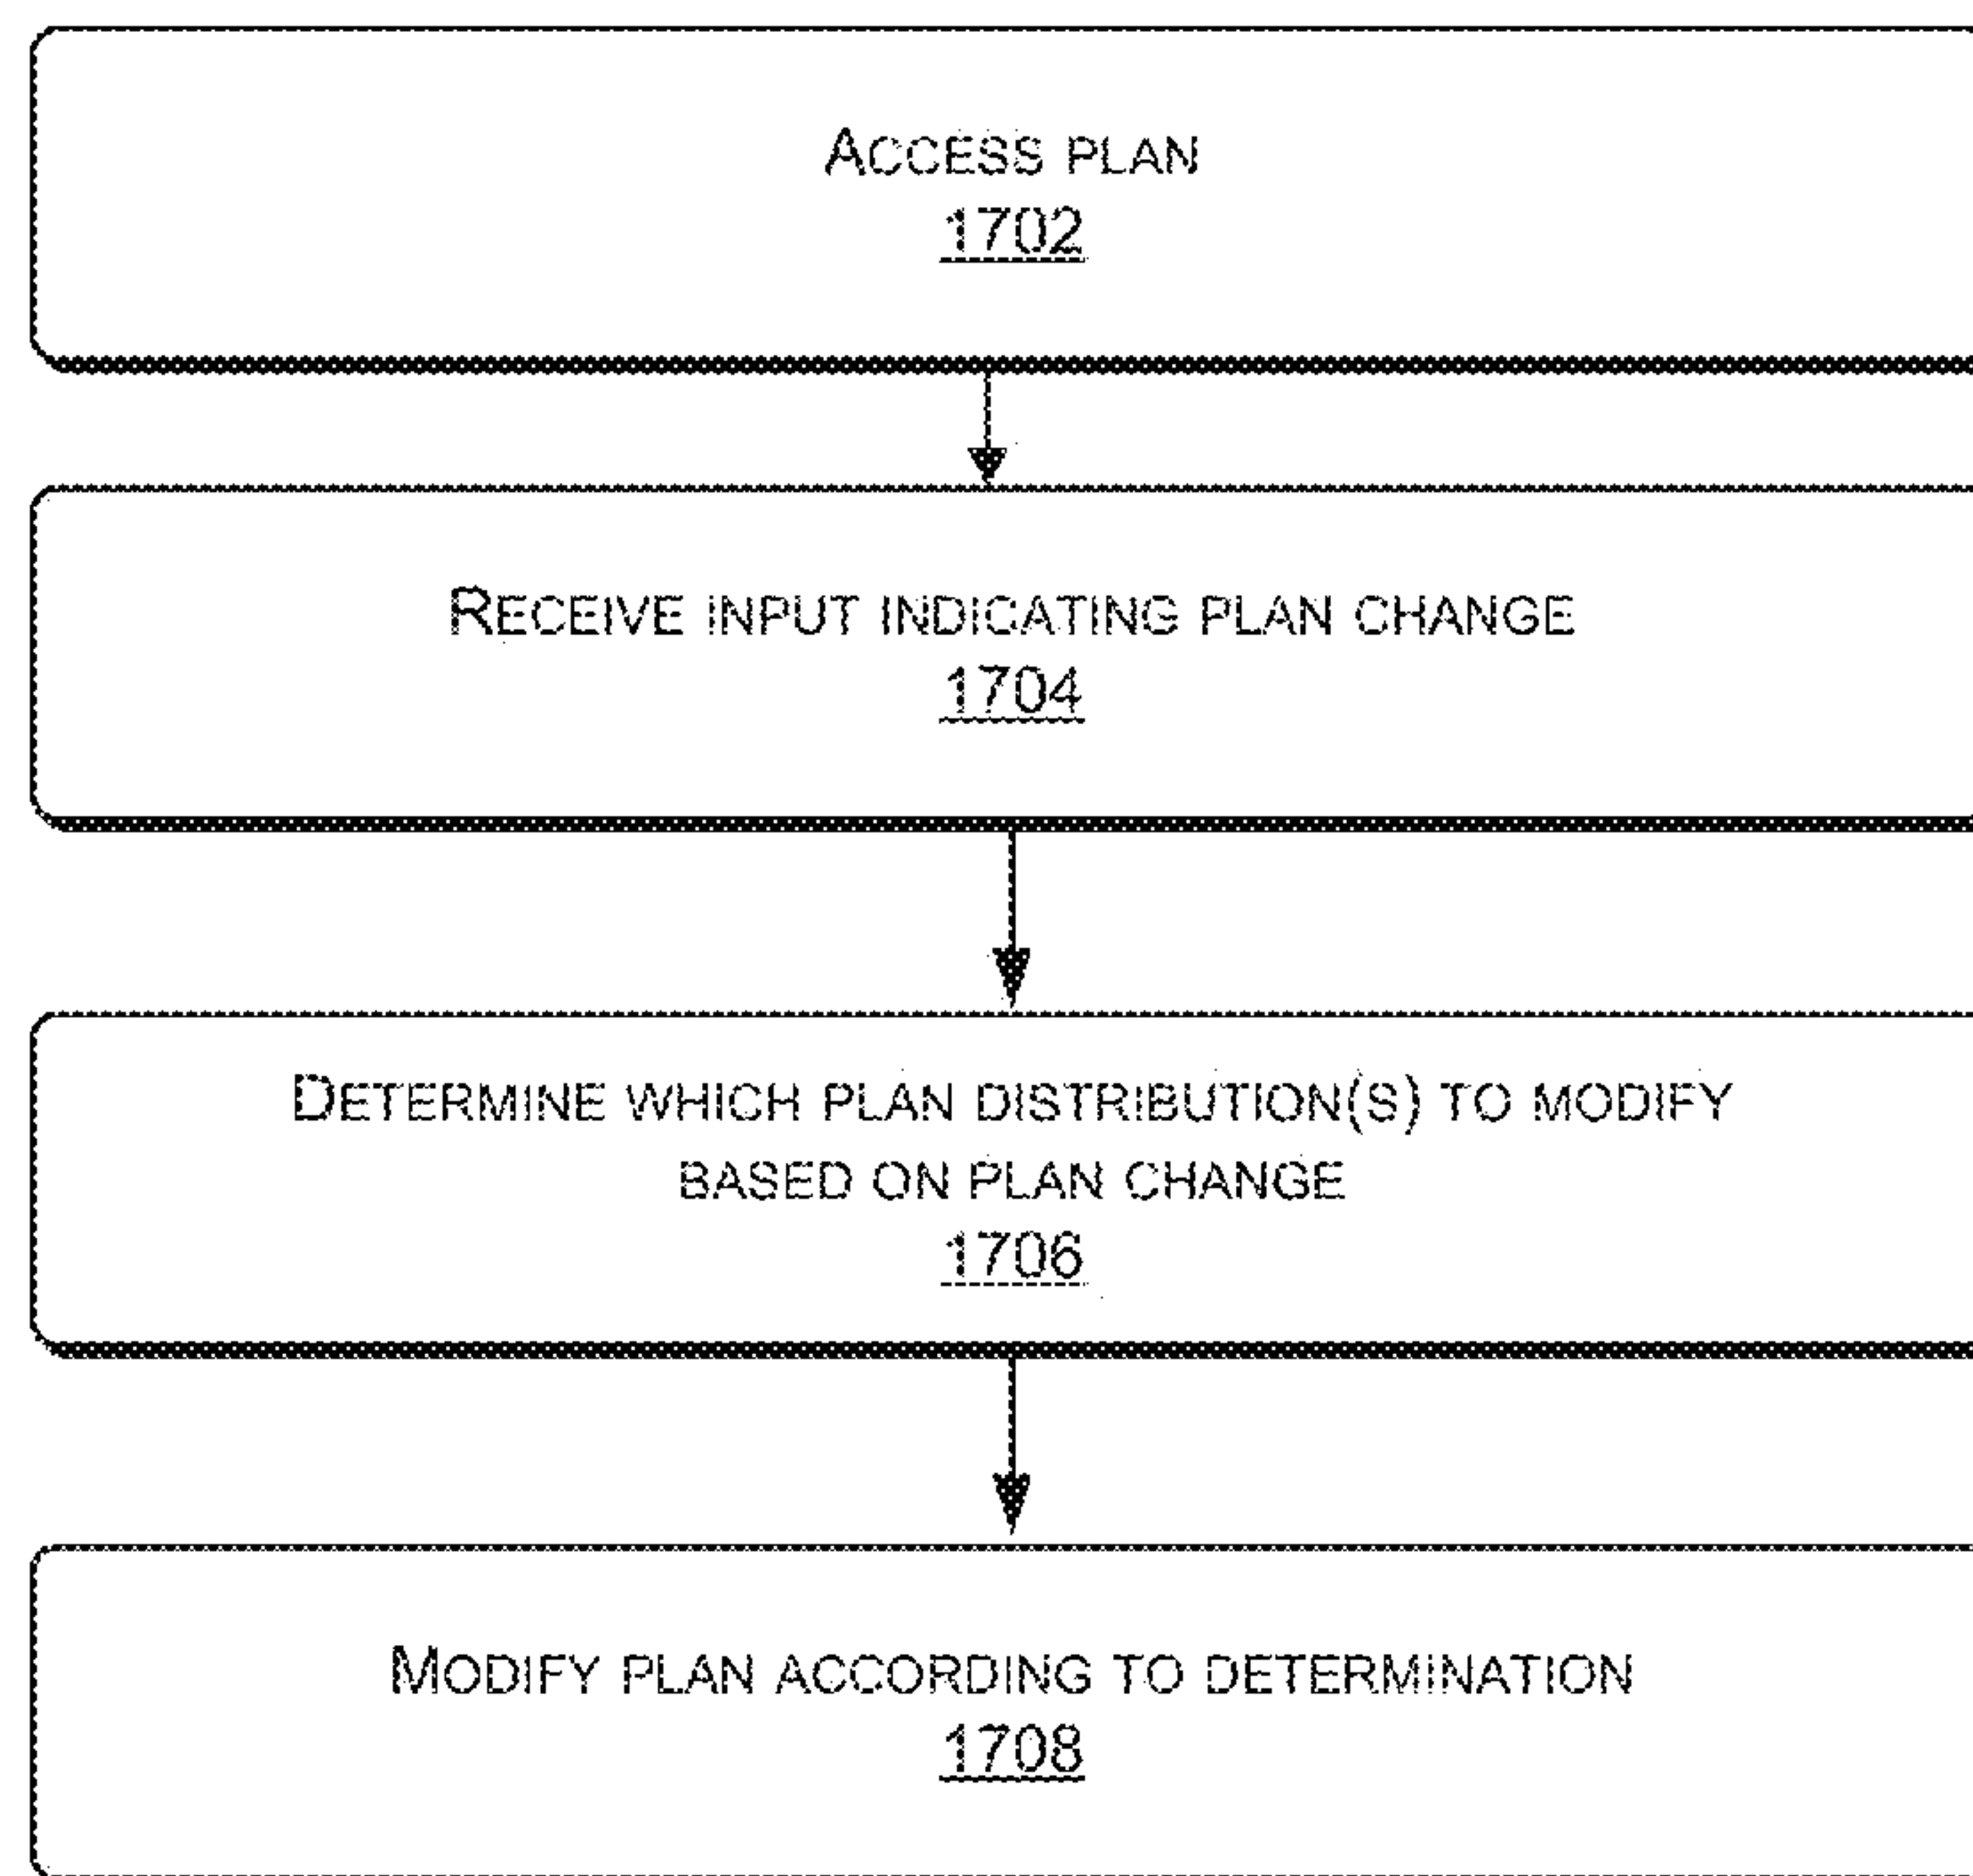 ACCESS PLAN
1702
RECEIVE INPUT INDICATING PLAN CHANGE
1704
DETERMINE WHICH PLAN DISTRIBUTION(S) TO MODIFY
BASED ON PLAN CHANGE
1706
MODIFY PLAN ACCORDING TO DETERMINATION
1708